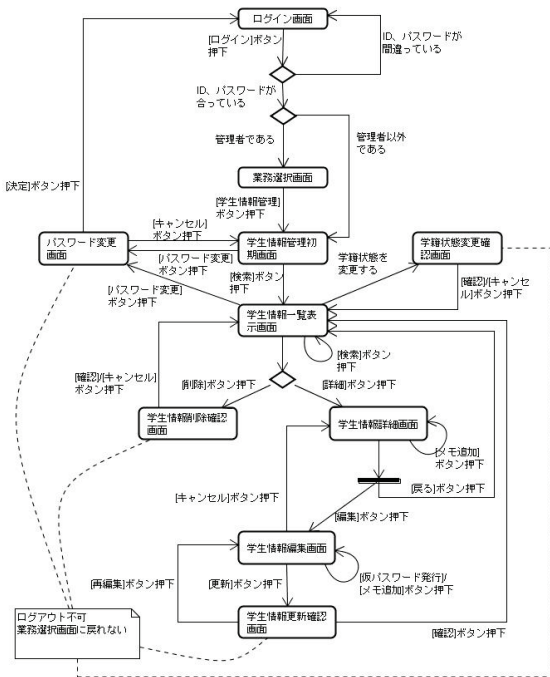 ログイン画面
[ログイン]ボタン
押下
ID、パスワードが
間違っている
ID、パスワードが
合っている
管理者である
管理者以外
である
業務選択画面
[決定]ボタン押下
[学生情報管理]
ボタン押下
[キャンセル]
ボタン押下
パスワード変更
画面
学生情報管理初
期画面
学籍状態変更確
認画面
[パスワード変更]
ボタン押下
[検索]ボタン
押下
学籍状態を
変更する
[パスワード変更]
ボタン押下
[確認]/[キャンセ
ル]ボタン押下
学生情報一覧表
示画面
[検索]ボタン
押下
[確認]/[キャンセル]
ボタン押下
[削除]ボタン押下
[詳細]ボタン押下
学生情報削除確認
画面
学生情報詳細画面
[メモ追加]
ボタン押下
[戻る]ボタン押下
[キャンセル]ボタン押下
[編集]ボタン押下
学生情報編集画面
[再編集]ボタン押下
[更新]ボタン押下
[仮パスワード発行]/
[メモ追加]ボタン押下
ログアウト不可
業務選択画面に戻れない
学生情報更新確認
画面
[確認]ボタン押下